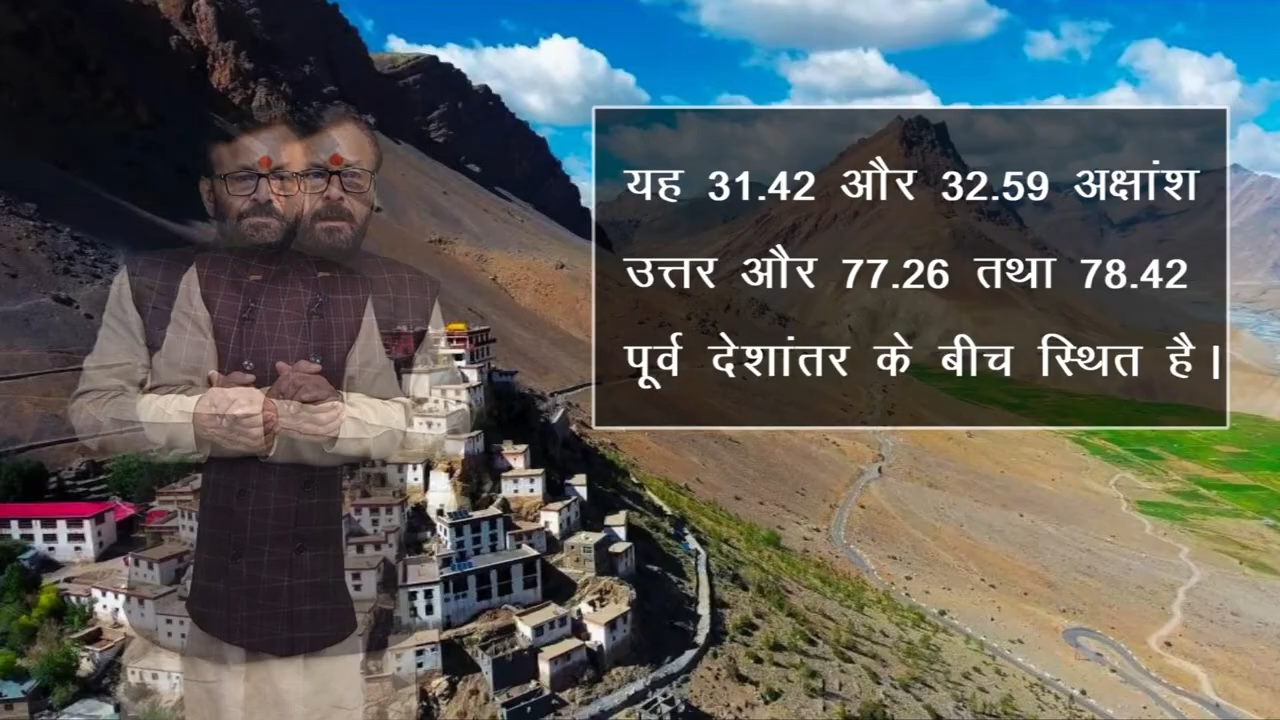 यह 31.42 और 32.59 अक्षांश
उत्तर और 77.26 तथा 78.42
पूर्व देशांतर के बीच स्थित है।